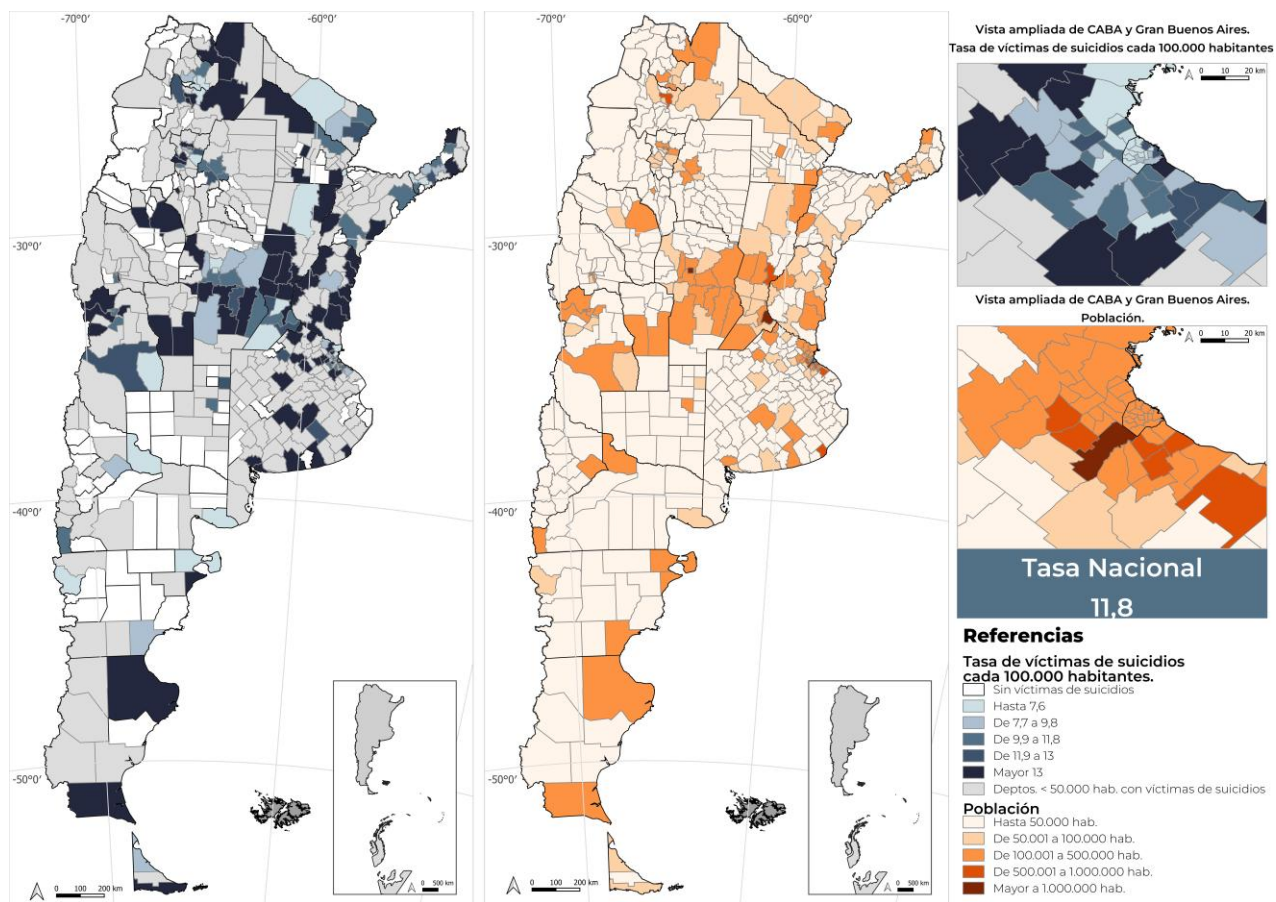 -70°0'
-60°0'
-30°0'
-40°0'
-50°0'
0 100 200 km
0 500 km
-70°0'
-60°0'
-30°0'
-40°0'
-50°0'
0 100 200 km
0 500 km
Vista ampliada de CABA y Gran Buenos Aires.
Tasa de víctimas de suicidios cada 100.000 habitantes
0 10 20 km
Vista ampliada de CABA y Gran Buenos Aires.
Población.
0 10 20 km
Tasa Nacional
11,8
Referencias
Tasa de víctimas de suicidios
cada 100.000 habitantes.
Sin víctimas de suicidios
Hasta 7,6
De 7,7 a 9,8
De 9,9 a 11,8
De 11,9 a 13
Mayor 13
Deptos. < 50.000 hab. con víctimas de suicidio
Población
Hasta 50.000 hab.
De 50.001 a 100.000 hab.
De 100.001 a 500.000 hab.
De 500.001 a 1.000.000 hab.
Mayor a 1.000.000 hab.